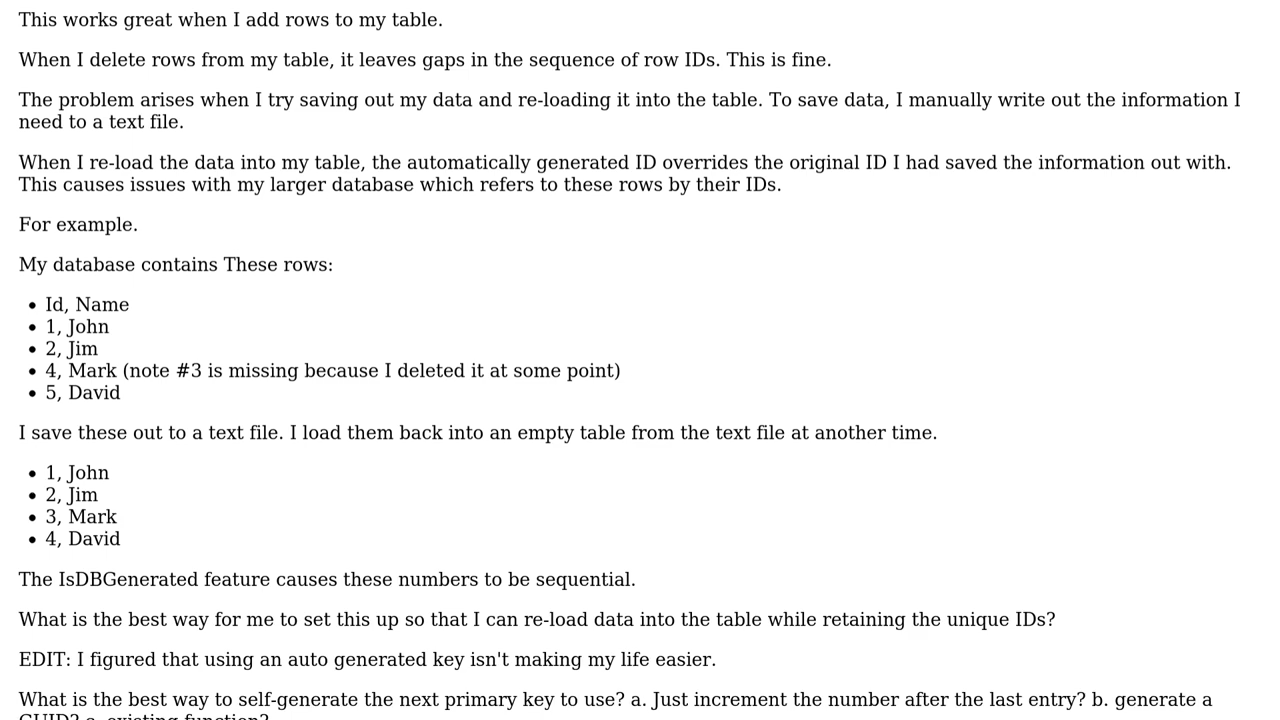 This works great when I add rows to my table.
When I delete rows from my table, it leaves gaps in the sequence of row IDs. This is fine.
The problem arises when I try saving out my data and re-loading it into the table. To save data, I manually write out the information I
need to a text file.
When I re-load the data into my table, the automatically generated ID overrides the original ID I had saved the information out with.
This causes issues with my larger database which refers to these rows by their IDs.
For example.
My database contains These rows:
• Id, Name
• 1, John
• 2, Jim
• 4, Mark (note #3 is missing because I deleted it at some point)
• 5, David
I save these out to a text file. I load them back into an empty table from the text file at another time.
• 1, John
• 2, Jim
• 3, Mark
• 4, David
The IsDBGenerated feature causes these numbers to be sequential.
What is the best way for me to set this up so that I can re-load data into the table while retaining the unique IDs?
EDIT: I figured that using an auto generated key isn't making my life easier.
What is the best way to self-generate the next primary key to use? a. Just increment the number after the last entry? b. generate a
GUID? c. existing function?